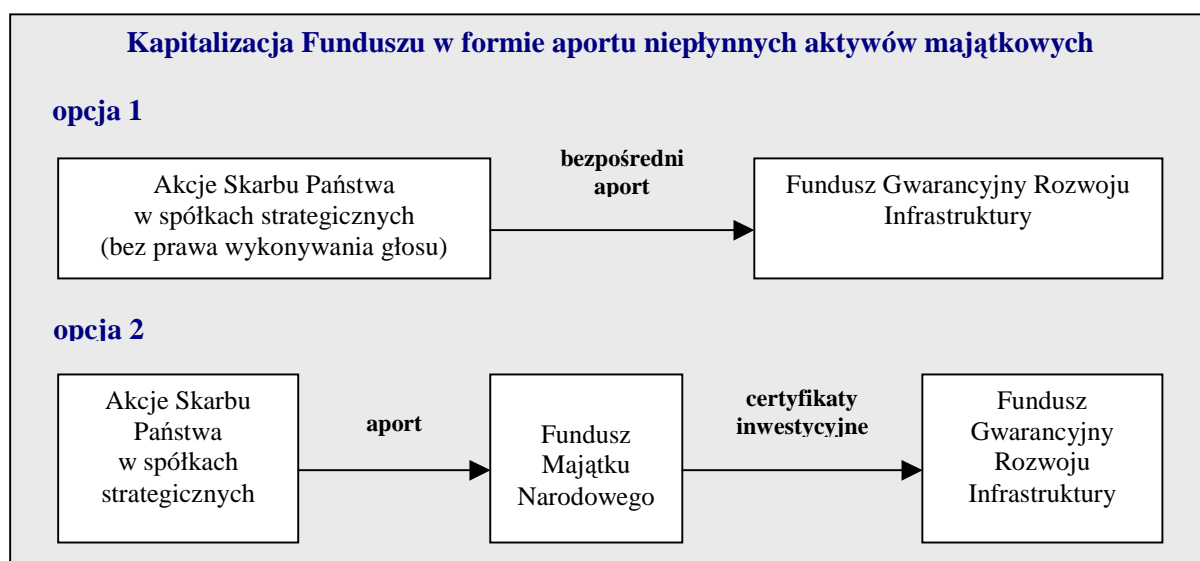 Kapitalizacja Funduszu w formie aportu niepłynnych aktywów majątkowych
opcja 1
Akcje Skarbu Państwa
w spółkach strategicznych
(bez prawa wykonywania głosu)
bezpośredni
aport
Fundusz Gwarancyjny Rozwoju
Infrastruktury
opcja 2
Akcje Skarbu
Państwa
w spółkach
strategicznych
aport
Fundusz
Majątku
Narodowego
certyfikaty
inwestycyjne
Fundusz
Gwarancyjny
Rozwoju
Infrastruktury